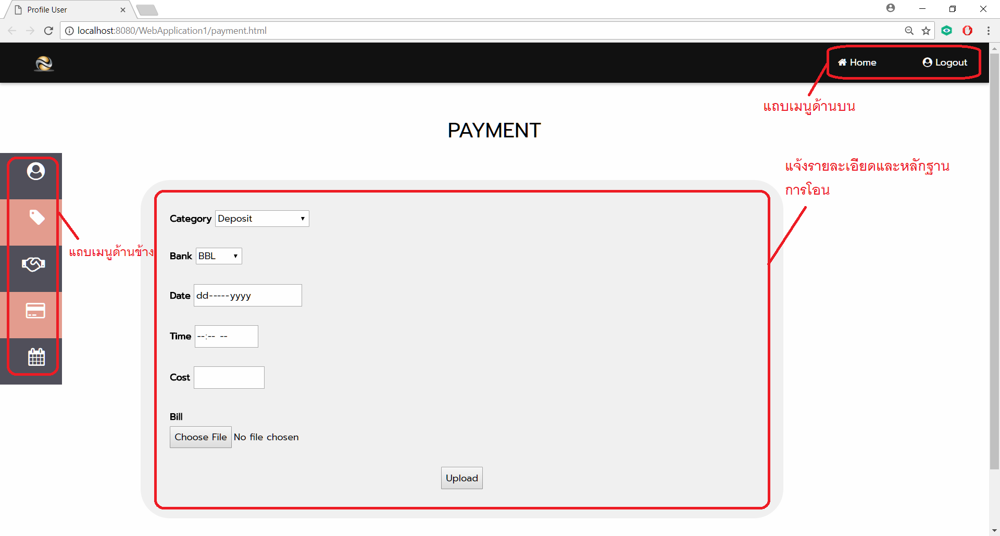 Profile User
localhost:8080/WebApplication1/payment.html
Home
Logout
แถบเมนูด้านบน
PAYMENT
แจ้งรายละเอียดและหลักฐาน
การโอน
แถบเมนูด้านข้าง
Category Deposit
Bank BBL
Date dd-----yyyy
Time --:-- --
Cost
Bill
Choose File No file chosen
Upload